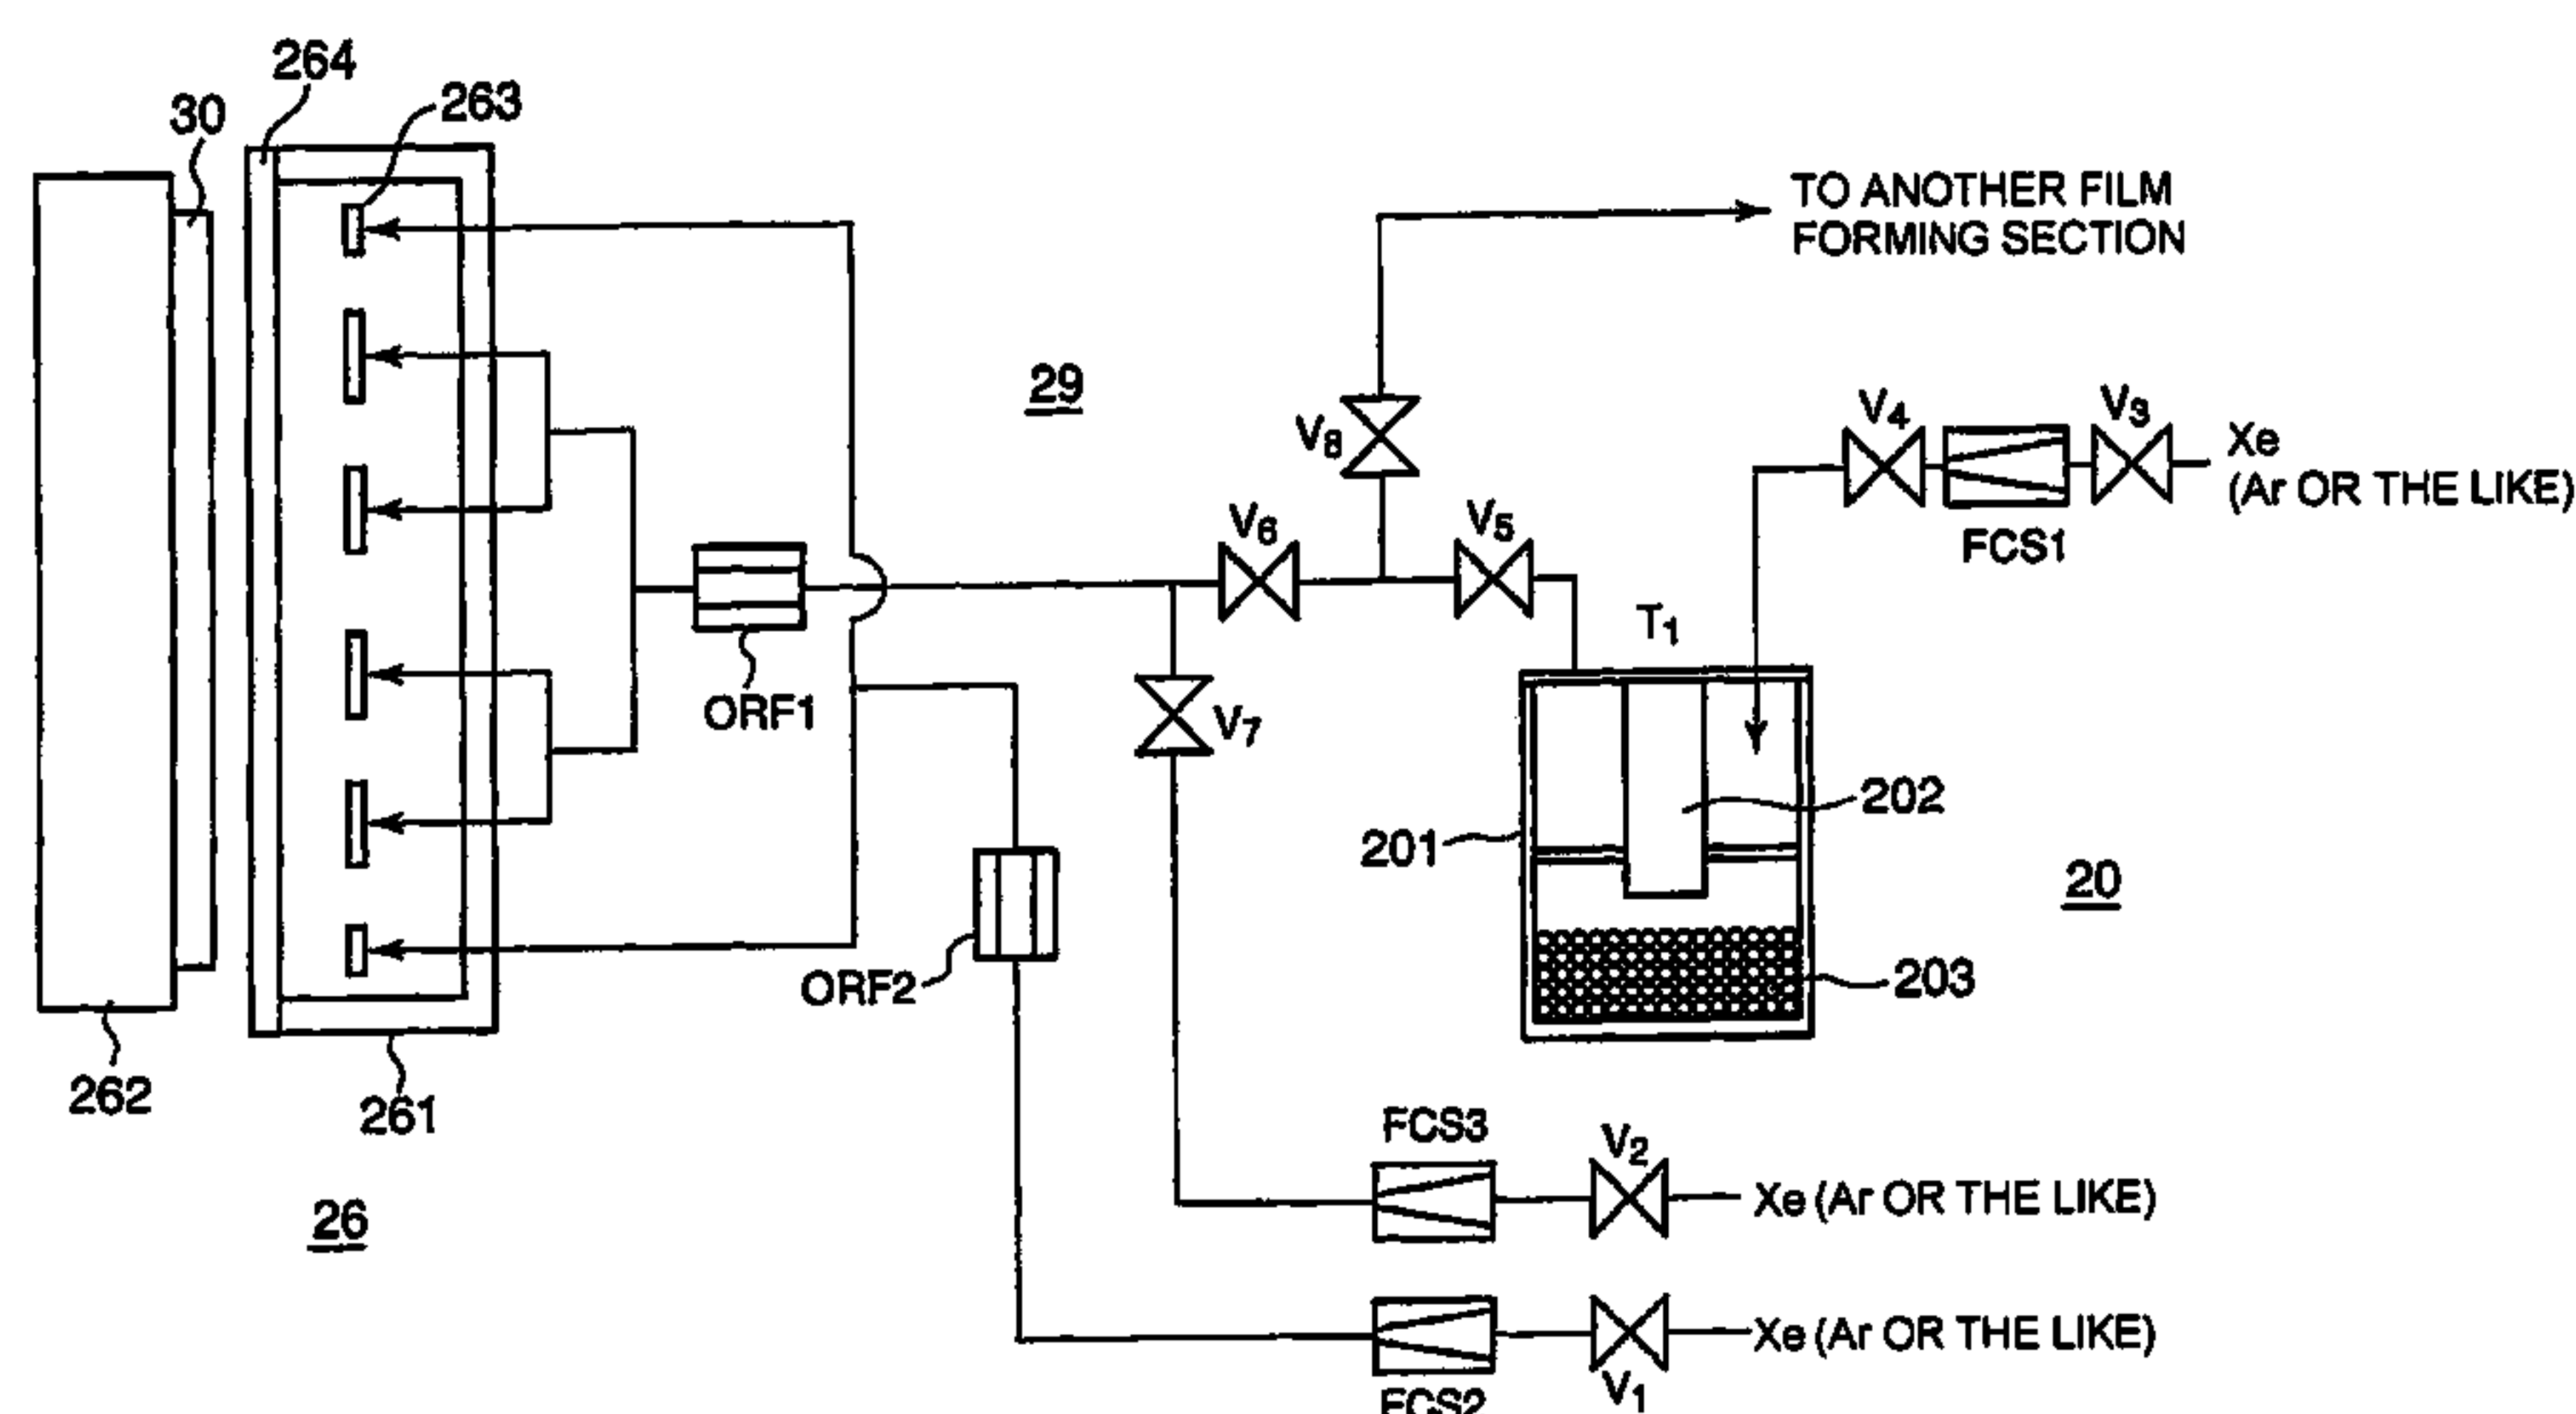 264
30
263
TO ANOTHER FILM
FORMING SECTION
29
V8
V4
V3
Xe
(Ar OR THE LIKE)
FCS1
V6
V5
T1
ORF1
V7
202
201
20
203
ORF2
262
261
26
FCS3
V2
Xe (Ar OR THE LIKE)
Xe (Ar OR THE LIKE)
FCS2
V1